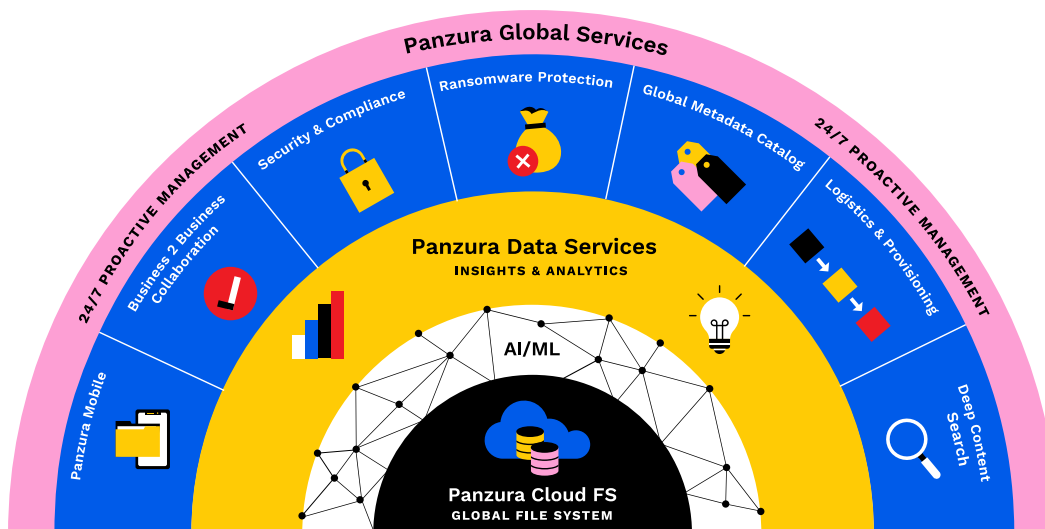 Panzura Global Services
24/7 PROACTIVE MANAGEMENT
24/7 PROACTIVE MANAGEMENT
Panzura Mobile
Business 2 Business
Collaboration
Security & Compliance
Ransomware Protection
Global Metadata Catalog
Logistics & Provisioning
Deep Content
Search
Panzura Data Services
INSIGHTS & ANALYTICS
AI/ML
Panzura Cloud FS
GLOBAL FILE SYSTEM